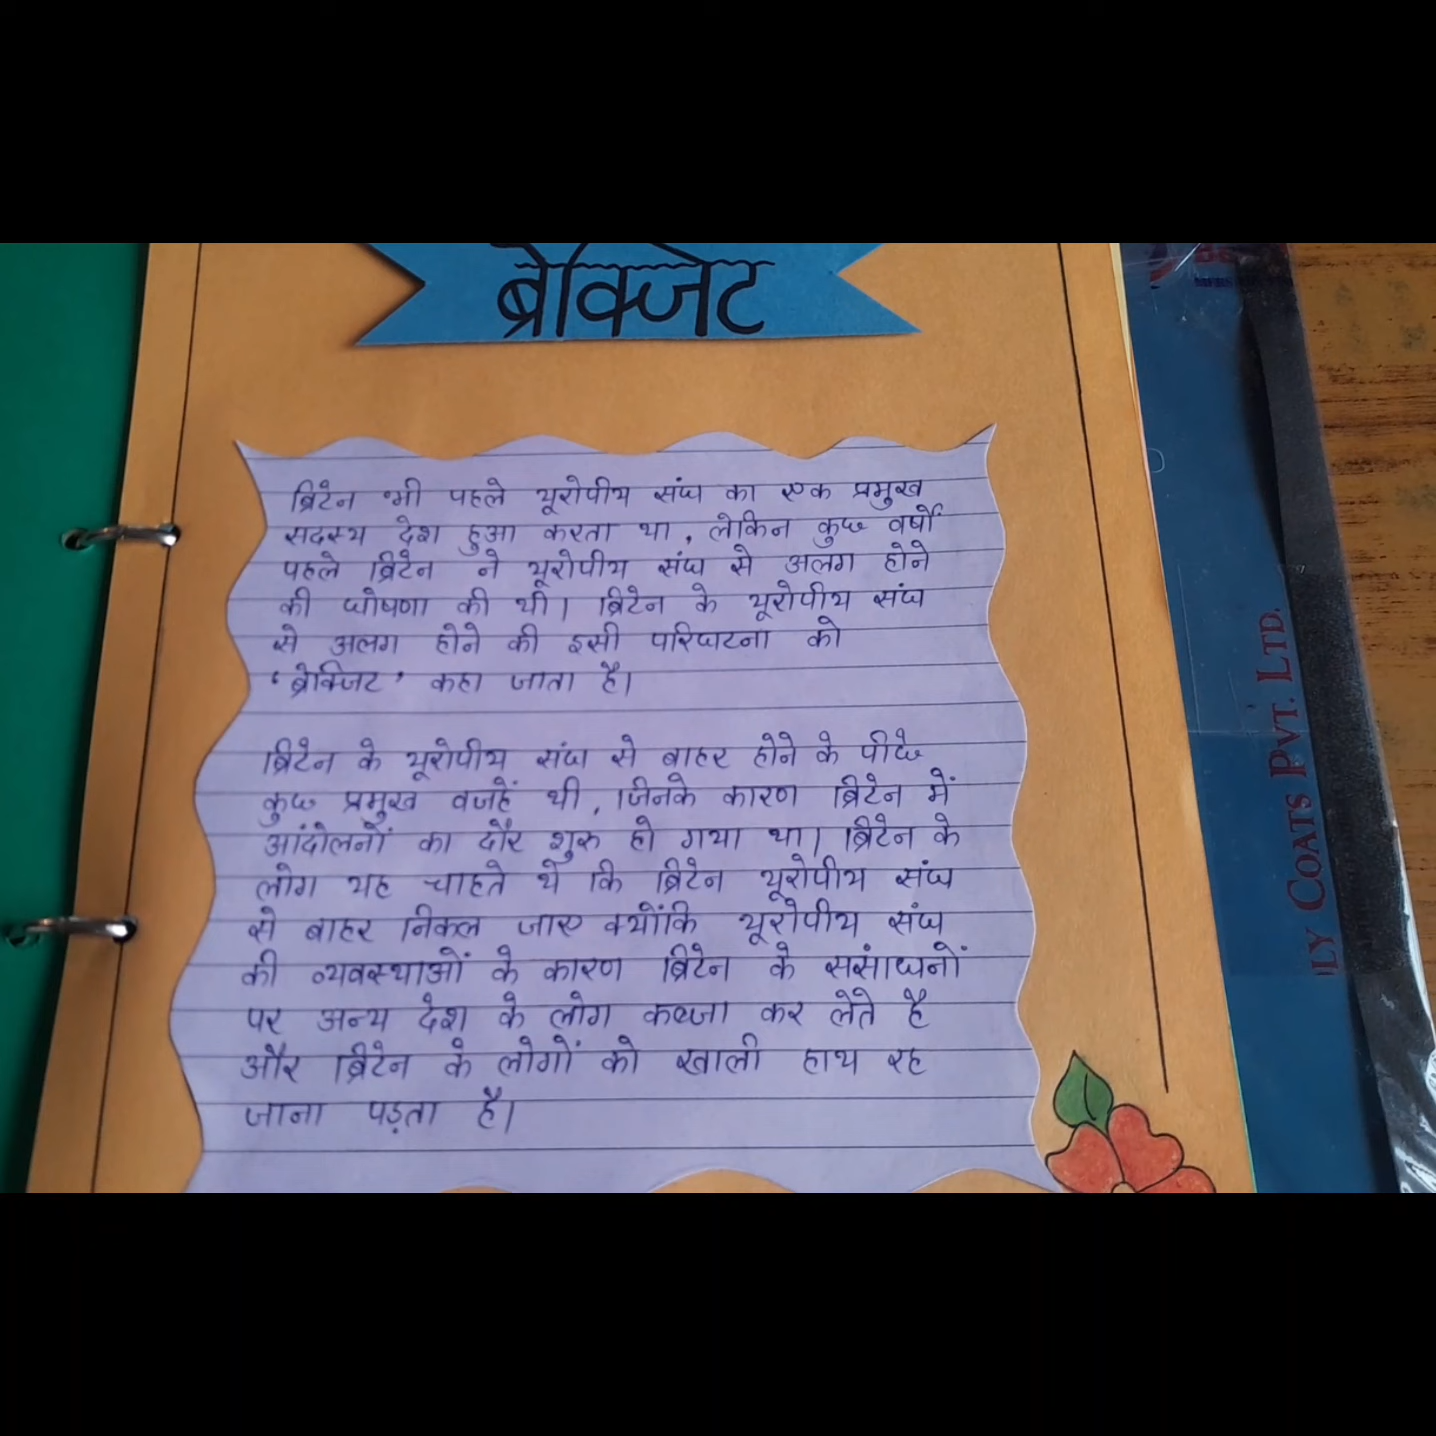 ब्रेक्जिट
ब्रिटेन भी पहले यूरोपीय संघ का एक प्रमुख
सदस्य देश हुआ करता था, लेकिन कुछ वर्षों
पहले ब्रिटेन ने यूरोपीय संघ से अलग होने
की घोषणा की थी। ब्रिटेन के यूरोपीय संघ
से अलग होने की इसी परिघटना को
‘ब्रेक्जिट’ कहा जाता है।
ब्रिटेन के यूरोपीय संघ से बाहर होने के पीछे
कुछ प्रमुख वजहें थी, जिनके कारण ब्रिटेन में
आंदोलनों का दौर शुरु हो गया था। ब्रिटेन के
लोग यह चाहते थे कि ब्रिटेन यूरोपीय संघ
से बाहर निकल जाए क्योंकि यूरोपीय संघ
की व्यवस्थाओं के कारण ब्रिटेन के संसांधनों
पर अन्य देश के लोग कब्जा कर लेते है
और ब्रिटेन के लोगों को खाली हाथ रह
जाना पड़ता है।
LY COATS PVT. LTD.